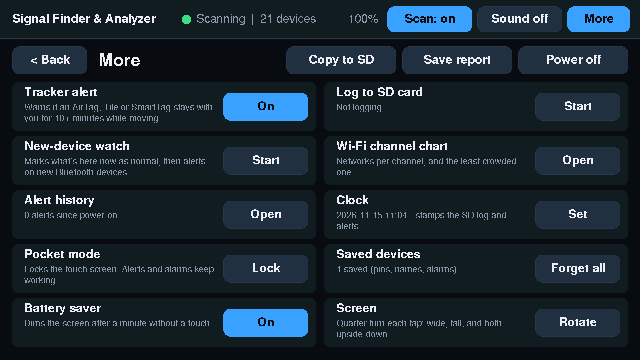 Signal Finder & Analyzer
Scanning | 21 devices
100%
Scan: on
Sound off
More
< Back
More
Copy to SD
Save report
Power off
Tracker alert
Warns if an AirTag, Tile or SmartTag stays with
you for 10+ minutes while moving
On
Log to SD card
Not logging
Start
New-device watch
Marks what's here now as normal, then alerts
on new Bluetooth devices
Start
Wi-Fi channel chart
Networks per channel, and the least crowded
one
Open
Alert history
0 alerts since power on
Open
Clock
2026-11-15 11:04 - stamps the SD log and
alerts
Set
Pocket mode
Locks the touch screen. Alerts and alarms keep
working
Lock
Saved devices
1 saved (pins, names, alarms)
Forget all
Battery saver
Dims the screen after a minute without a touch
On
Screen
Quarter turn each tap: wide, tall, and both
upside down
Rotate